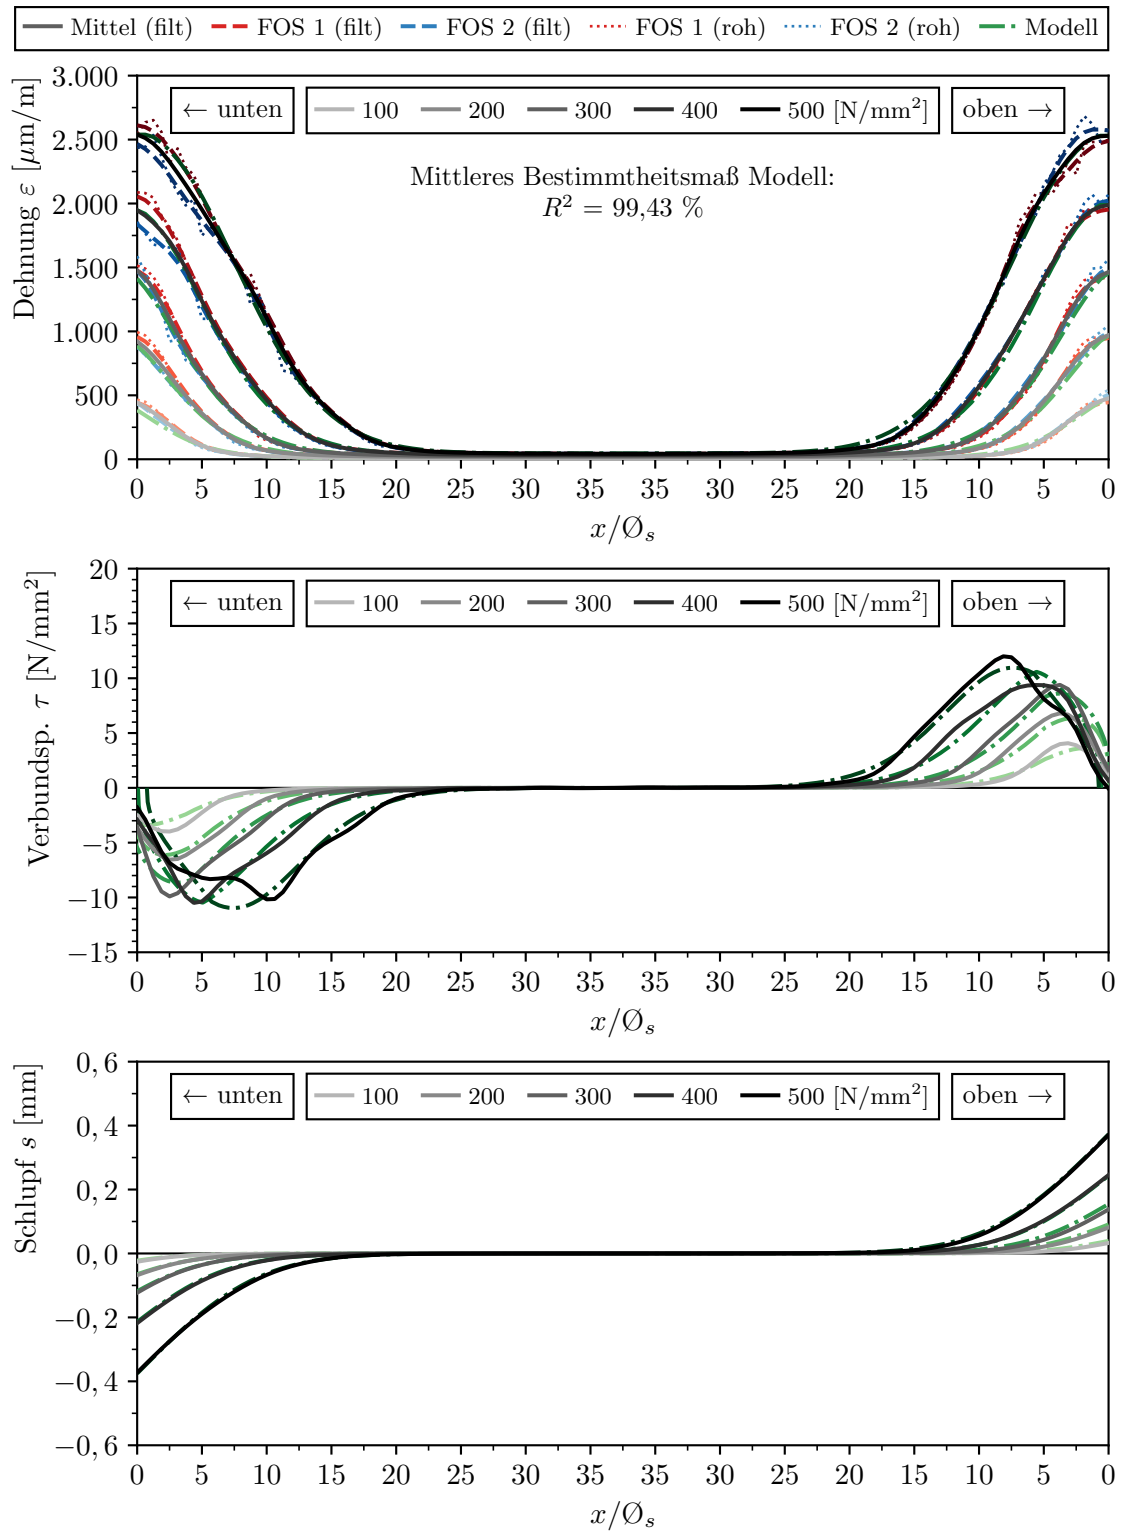 Mittel (filt) FOS 1 (filt) FOS 2 (filt) FOS 1 (roh) FOS 2 (roh) Modell
← unten 100 200 300 400 500 [N/mm²] oben →
Mittleres Bestimmtheitsmaß Modell:
R² = 99,43 %
Dehnung ε [μm/m]
3.000
2.500
2.000
1.500
1.000
500
0
0 5 10 15 20 25 30 35 35 30 25 20 15 10 5 0
x/Ø_s
← unten 100 200 300 400 500 [N/mm²] oben →
Verbundsp. τ [N/mm²]
20
15
10
5
0
−5
−10
−15
0 5 10 15 20 25 30 35 35 30 25 20 15 10 5 0
x/Ø_s
← unten 100 200 300 400 500 [N/mm²] oben →
Schlupf s [mm]
0,6
0,4
0,2
0,0
−0,2
−0,4
−0,6
0 5 10 15 20 25 30 35 35 30 25 20 15 10 5 0
x/Ø_s